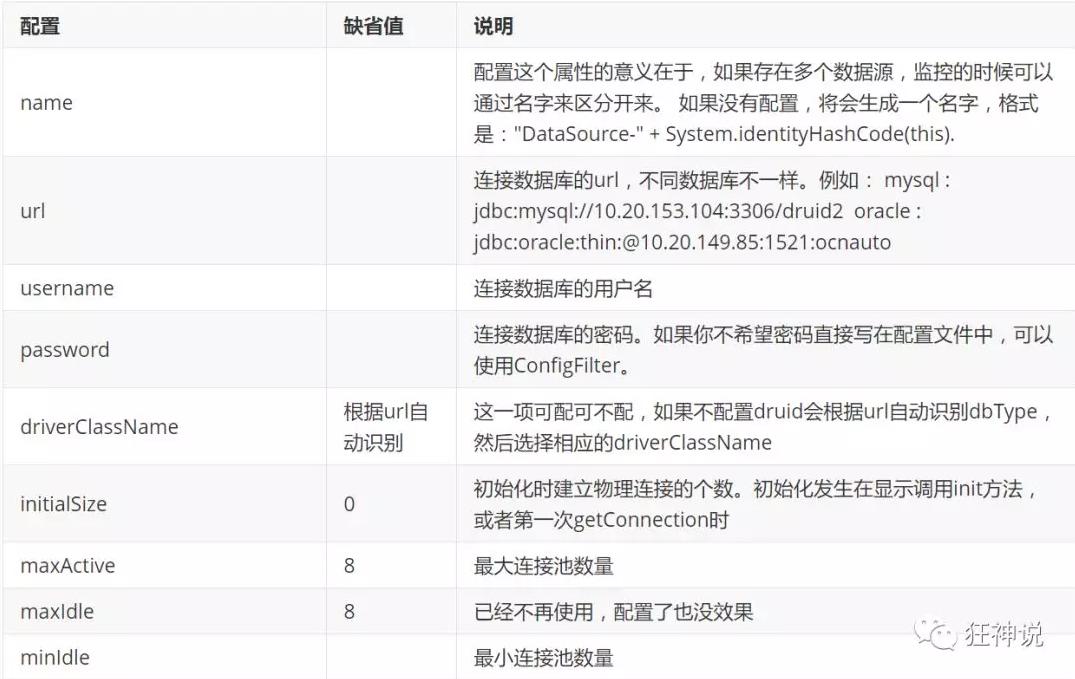 配置 缺省值 说明
配置这个属性的意义在于，如果存在多个数据源，监控的时候可以
name
通过名字来区分开来。 如果没有配置，将会生成一个名字，格式
是："DataSource-" + System.identityHashCode(this).
连接数据库的url，不同数据库不一样。例如： mysql :
url
jdbc:mysql://10.20.153.104:3306/druid2 oracle :
jdbc:oracle:thin:@10.20.149.85:1521:ocnauto
username 连接数据库的用户名
password
连接数据库的密码。如果你不希望密码直接写在配置文件中，可以
使用ConfigFilter。
driverClassName
根据url自
动识别
这一项可配可不配，如果不配置druid会根据url自动识别dbType，
然后选择相应的driverClassName
initialSize 0
初始化时建立物理连接的个数。初始化发生在显示调用init方法，
或者第一次getConnection时
maxActive 8 最大连接池数量
maxIdle 8 已经不再使用，配置了也没效果
minIdle 最小连接池数量
狂神说